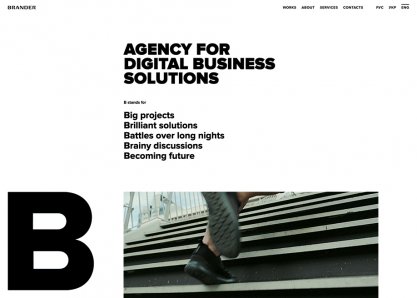 BRANDER
WORKS ABOUT SERVICES CONTACTS РУС УКР ENG
AGENCY FOR
DIGITAL BUSINESS
SOLUTIONS
B stands for
Big projects
Brilliant solutions
Battles over long nights
Brainy discussions
Becoming future
B